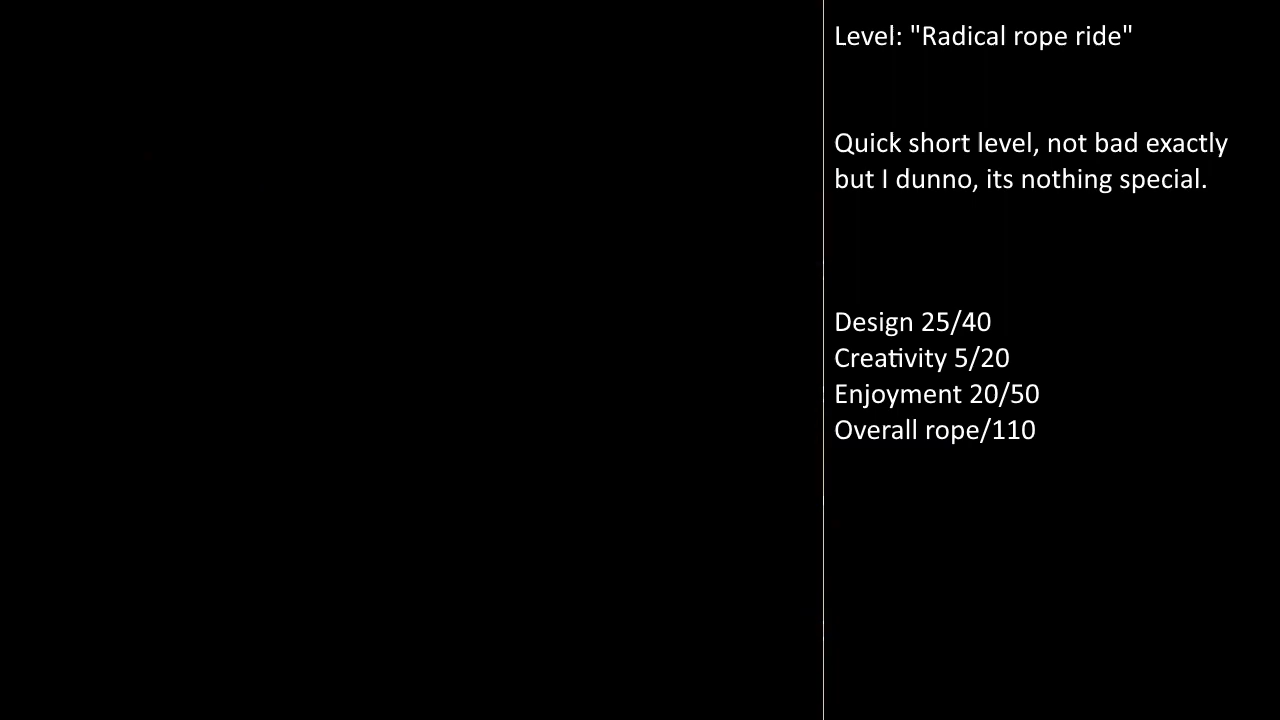 Level: "Radical rope ride"
Quick short level, not bad exactly
but I dunno, its nothing special.
Design 25/40
Creativity 5/20
Enjoyment 20/50
Overall rope/110